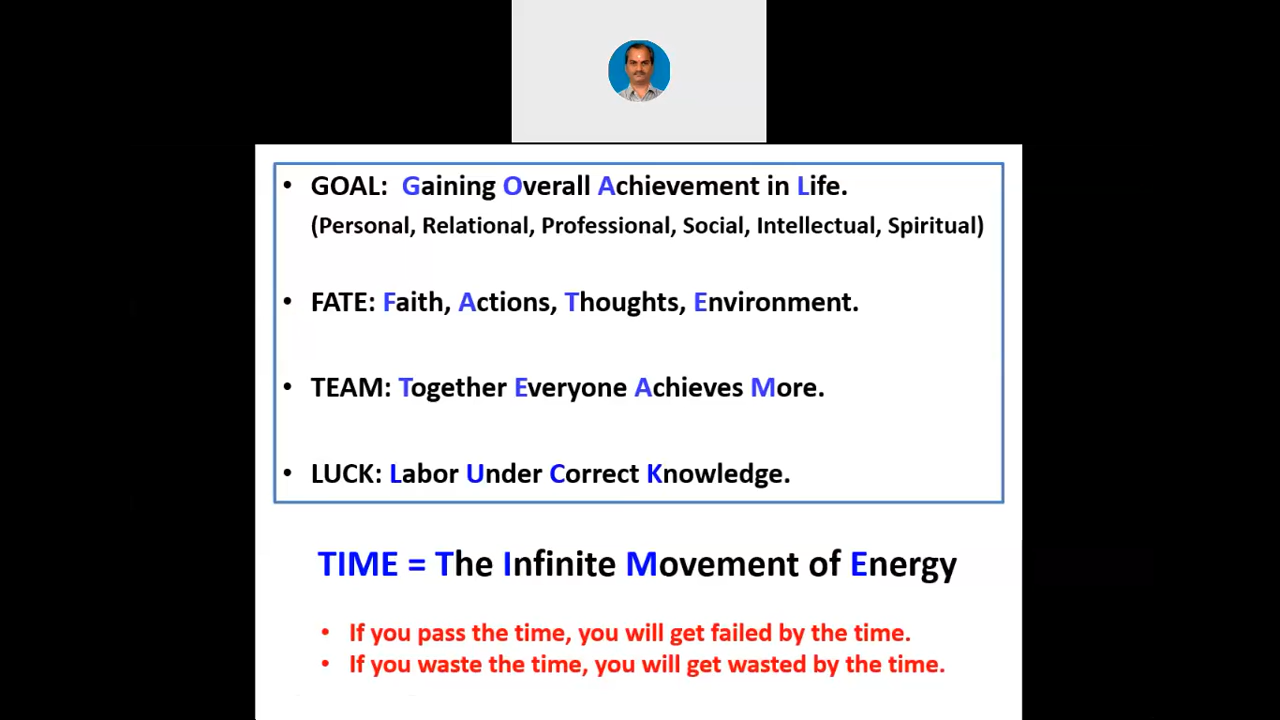 • GOAL: Gaining Overall Achievement in Life.
(Personal, Relational, Professional, Social, Intellectual, Spiritual)
• FATE: Faith, Actions, Thoughts, Environment.
• TEAM: Together Everyone Achieves More.
• LUCK: Labor Under Correct Knowledge.
TIME = The Infinite Movement of Energy
• If you pass the time, you will get failed by the time.
• If you waste the time, you will get wasted by the time.